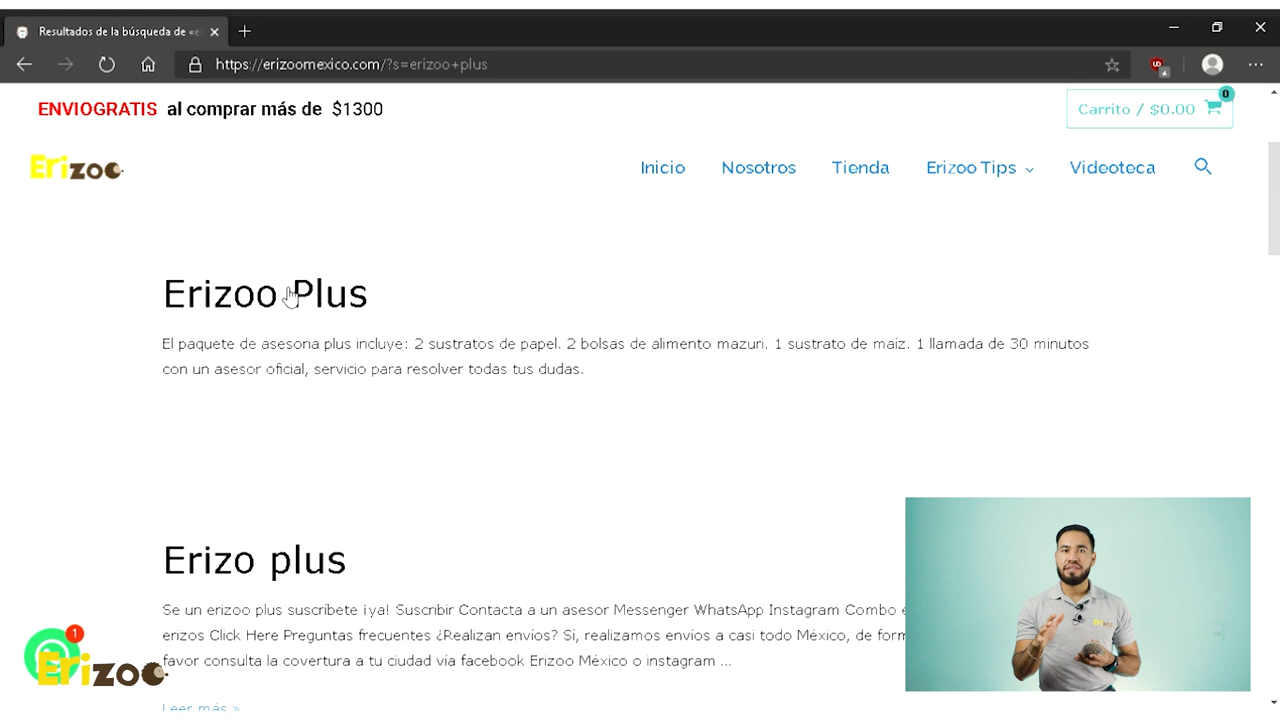 Resultados de la búsqueda de «e
https://erizoomexico.com/?s=erizoo+plus
ENVIOGRATIS al comprar más de $1300
0
Carrito / $0.00
Erizoo
Inicio Nosotros Tienda Erizoo Tips Videoteca
Erizoo Plus
El paquete de asesoria plus incluye: 2 sustratos de papel. 2 bolsas de alimento mazuri. 1 sustrato de maíz. 1 llamada de 30 minutos
con un asesor oficial, servicio para resolver todas tus dudas.
Erizo plus
Se un erizoo plus suscríbete ¡ya! Suscribir Contacta a un asesor Messenger WhatsApp Instagram Combo
erizos Click Here Preguntas frecuentes ¿Realizan envíos? Sí, realizamos envíos a casi todo México, de form
favor consulta la covertura a tu ciudad vía facebook Erizoo México o instagram ...
1
Erizoo
Leer más »